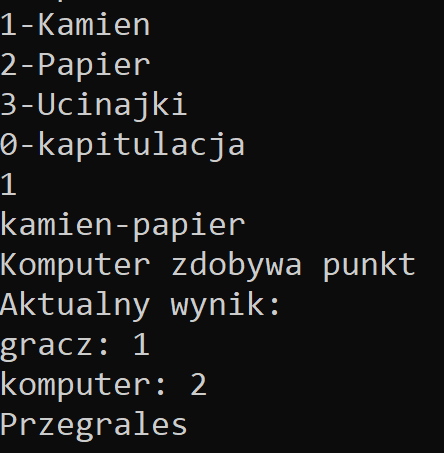 1-Kamien
2-Papier
3-Ucinajki
0-kapitulacja
1
kamien-papier
Komputer zdobywa punkt
Aktualny wynik:
gracz: 1
komputer: 2
Przegrales